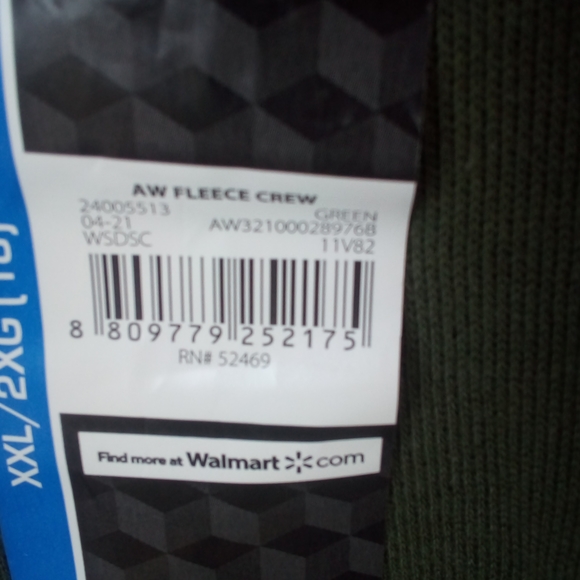 AW FLEECE CREW
24005513 GREEN
04-21 AW32100028976B
WSDSC 11V82
8 809779 252175
RN# 52469
Find more at Walmart com
XXL/2XG